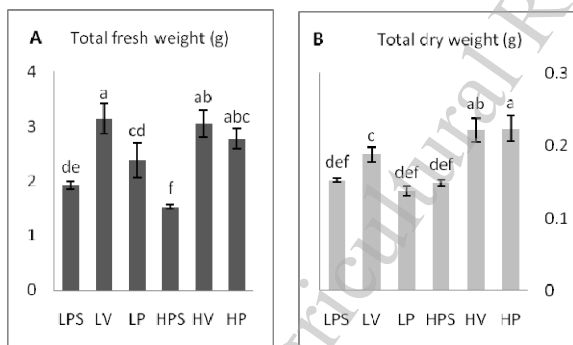 A Total fresh weight (g)
4
3
2
1
0
de
a
cd
f
ab
abc
LPS LV LP HPS HV HP
B Total dry weight (g)
0.3
0.2
0.1
0
def
c
def
def
ab
a
LPS LV LP HPS HV HP
ricultural R